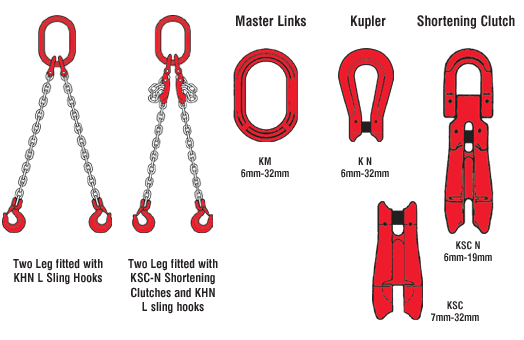 Master Links
Kupler
Shortening Clutch
KM
6mm-32mm
K N
6mm-32mm
KSC N
6mm-19mm
KSC
7mm-32mm
Two Leg fitted with
KHN L Sling Hooks
Two Leg fitted with
KSC-N Shortening
Clutches and KHN
L sling hooks